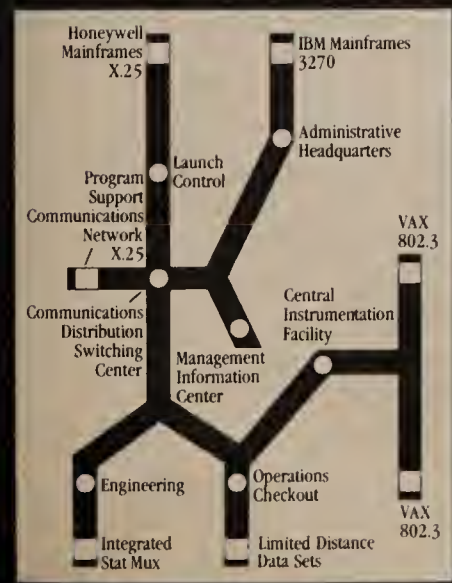 Honeywell
Mainframes
X.25
IBM Mainframes
3270
Administrative
Headquarters
Launch
Control
Program
Support
Communications
Network
X.25
VAX
802.3
Communications
Distribution
Switching
Center
Management
Information
Center
Central
Instrumentation
Facility
Engineering
Operations
Checkout
VAX
802.3
Integrated
Stat Mux
Limited Distance
Data Sets